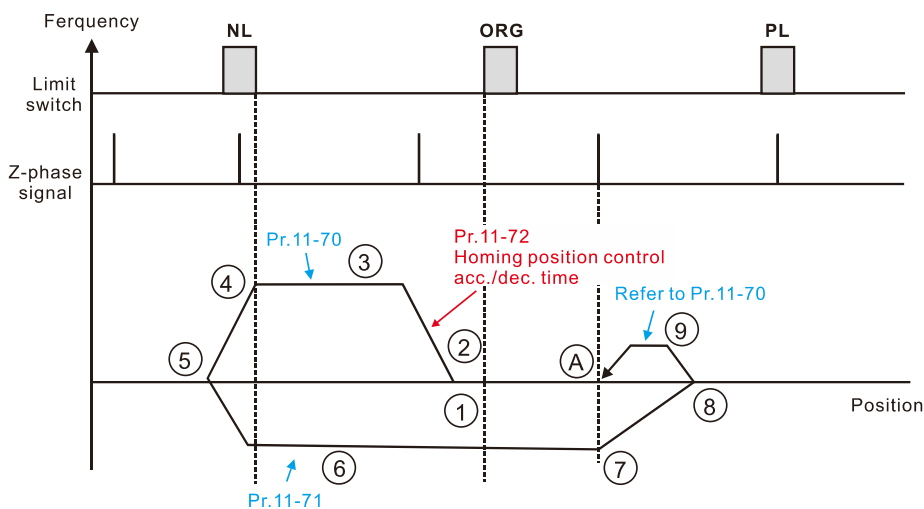 Ferquency
NL
ORG
PL
Limit
switch
Z-phase
signal
Pr.11-70
Pr.11-72
Homing position control
acc./dec. time
Refer to Pr.11-70
3
4
2
9
5
A
1
8
Position
6
7
Pr.11-71